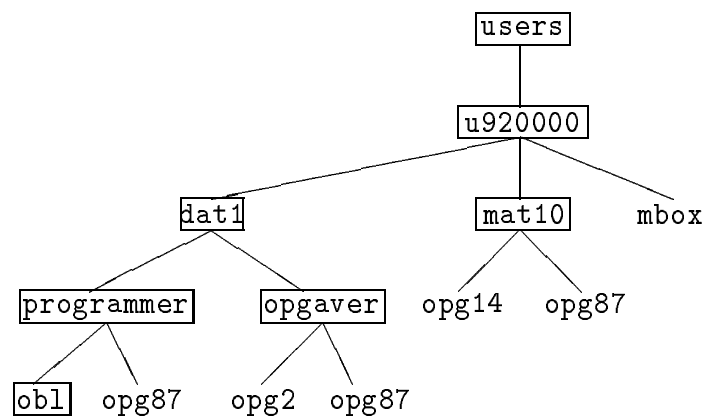 users
u920000
dat1 mat10 mbox
programmer opgaver opg14 opg87
obl opg87 opg2 opg87